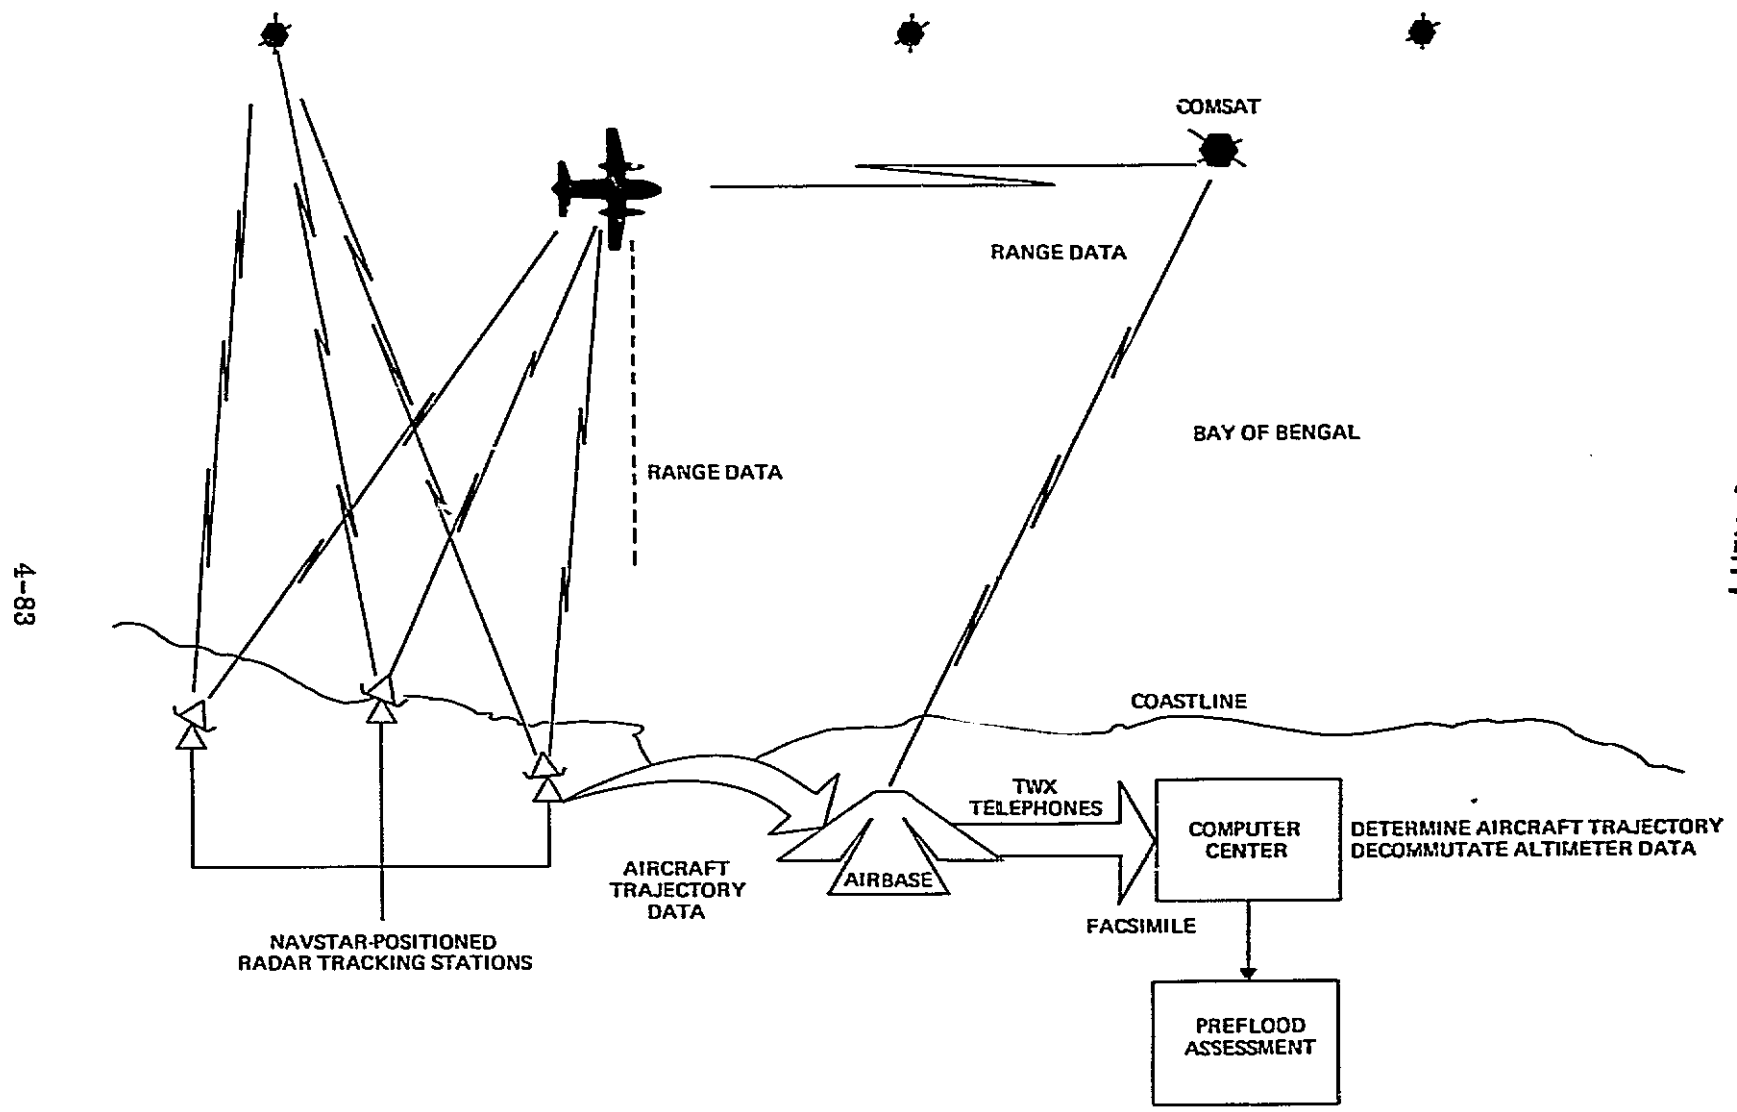 COMSAT
RANGE DATA
BAY OF BENGAL
RANGE DATA
4-83
COASTLINE
TWX
TELEPHONES
COMPUTER
CENTER
DETERMINE AIRCRAFT TRAJECTORY
DECOMMUTATE ALTIMETER DATA
AIRCRAFT
TRAJECTORY
DATA
AIRBASE
FACSIMILE
NAVSTAR-POSITIONED
RADAR TRACKING STATIONS
PREFLOOD
ASSESSMENT